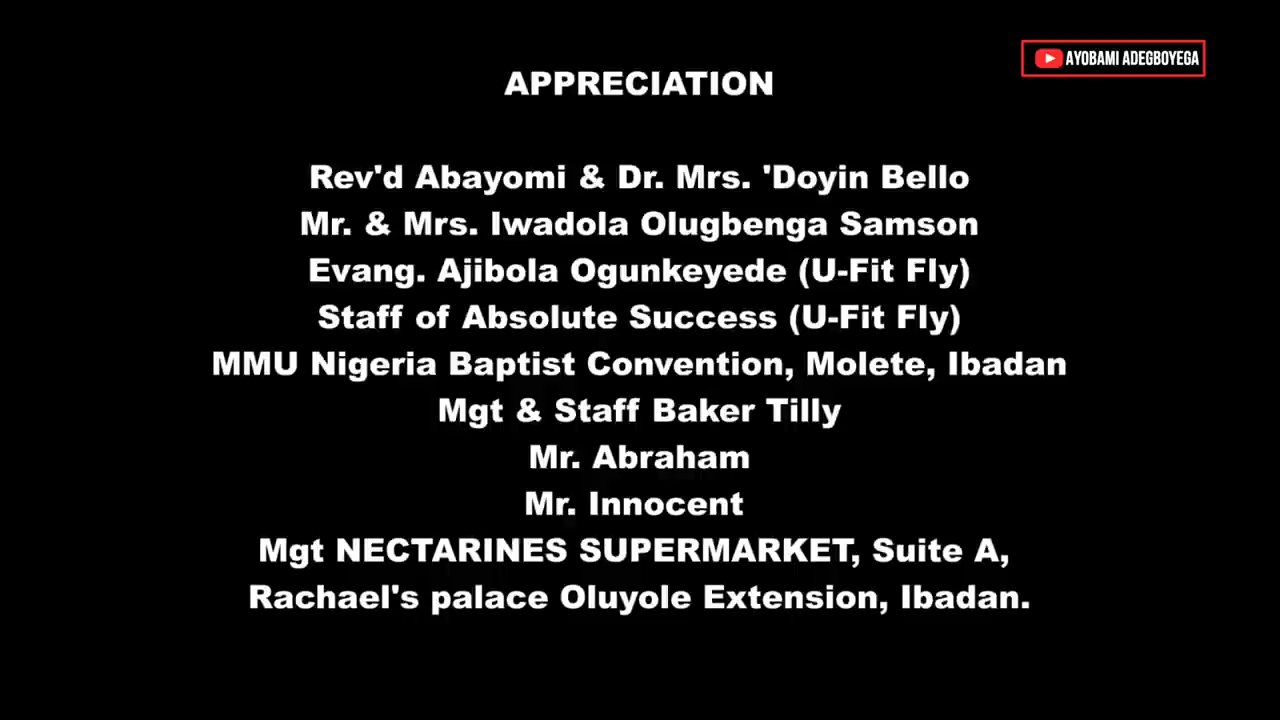 AYOBAMI ADEGBOYEGA
APPRECIATION
Rev'd Abayomi & Dr. Mrs. 'Doyin Bello
Mr. & Mrs. Iwadola Olugbenga Samson
Evang. Ajibola Ogunkeyede (U-Fit Fly)
Staff of Absolute Success (U-Fit Fly)
MMU Nigeria Baptist Convention, Molete, Ibadan
Mgt & Staff Baker Tilly
Mr. Abraham
Mr. Innocent
Mgt NECTARINES SUPERMARKET, Suite A,
Rachael's palace Oluyole Extension, Ibadan.